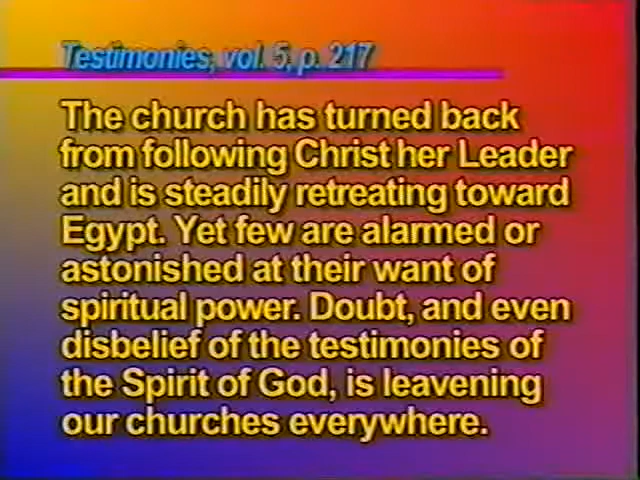 Testimonies, vol. 5, p. 217
The church has turned back
from following Christ her Leader
and is steadily retreating toward
Egypt. Yet few are alarmed or
astonished at their want of
spiritual power. Doubt, and even
disbelief of the testimonies of
the Spirit of God, is leavening
our churches everywhere.